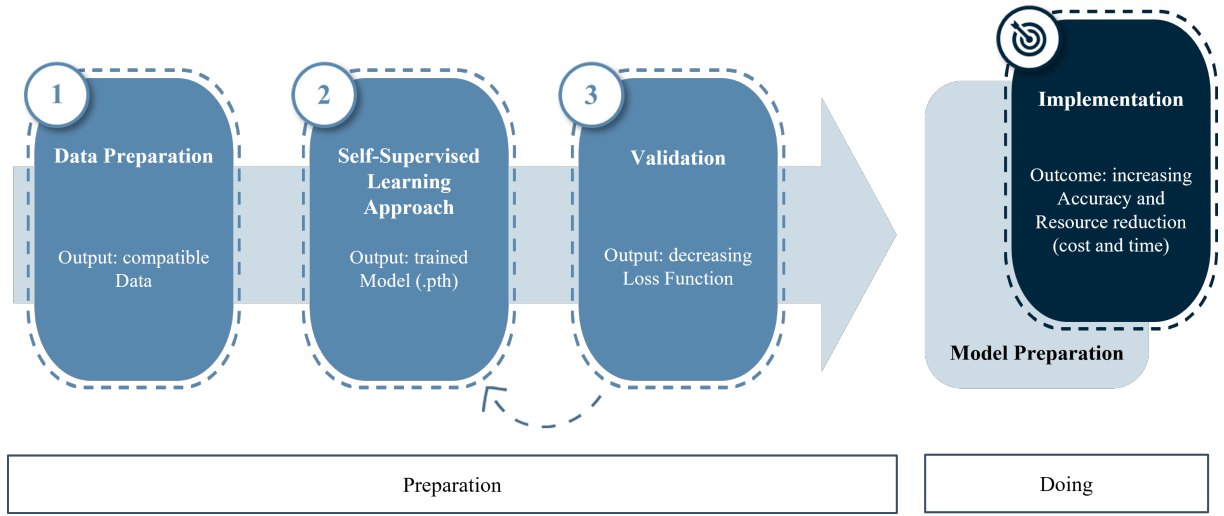 1
Data Preparation
Output: compatible
Data
2
Self-Supervised
Learning
Approach
Output: trained
Model (.pth)
3
Validation
Output: decreasing
Loss Function
Implementation
Outcome: increasing
Accuracy and
Resource reduction
(cost and time)
Model Preparation
Preparation
Doing